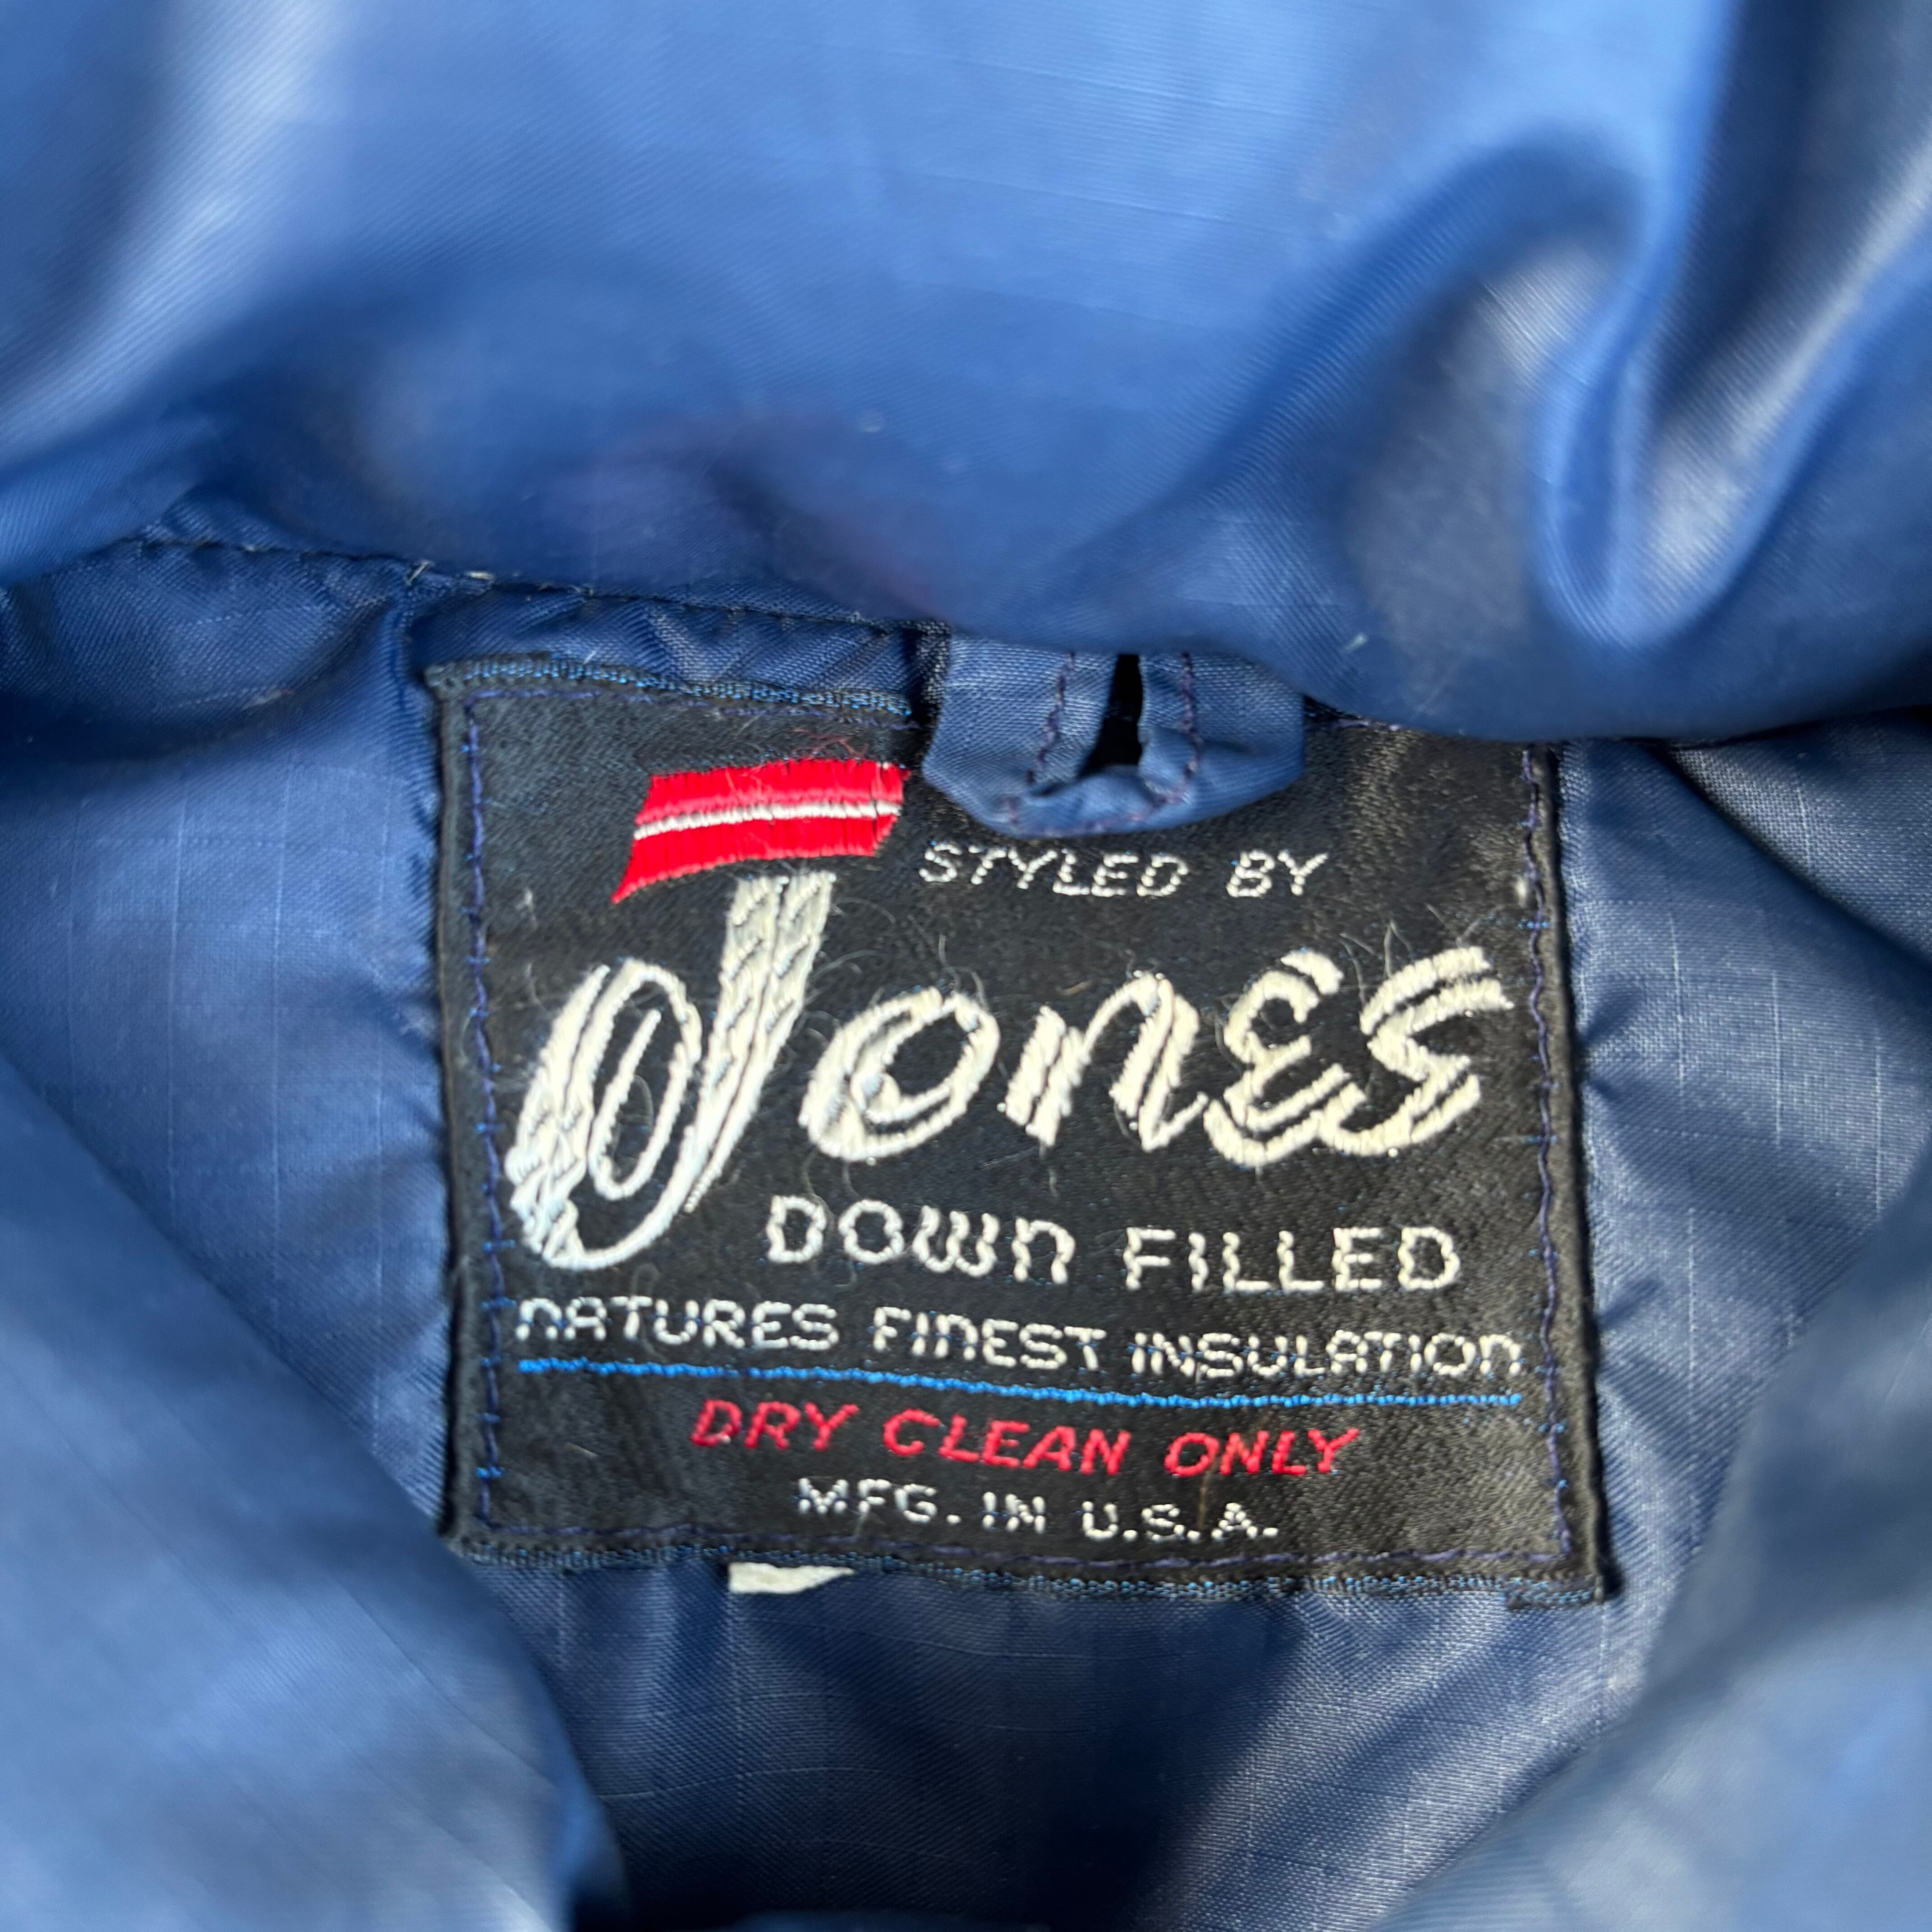 STYLED BY
Jones
DOWN FILLED
NATURES FINEST INSULATION
DRY CLEAN ONLY
MFG. IN U.S.A.